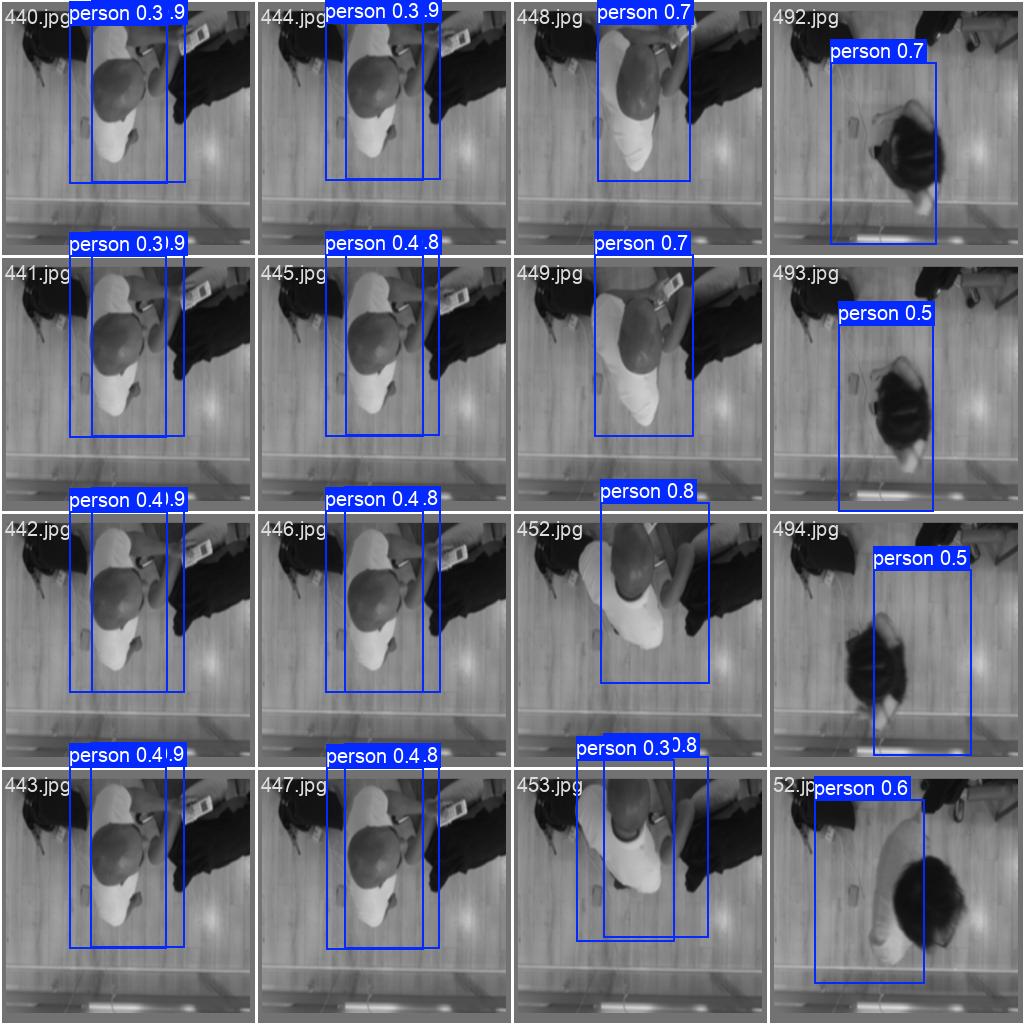 440.jpg person 0.3 .9
444.jpg person 0.3 .9
448.jpg person 0.7
492.jpg person 0.7
441.jpg person 0.3 .9
445.jpg person 0.4 .8
449.jpg person 0.7
493.jpg person 0.5
442.jpg person 0.4 .9
446.jpg person 0.4 .8
452.jpg person 0.8
494.jpg person 0.5
443.jpg person 0.4 .9
447.jpg person 0.4 .8
453.jpg person 0.3 0.8
52.jp person 0.6